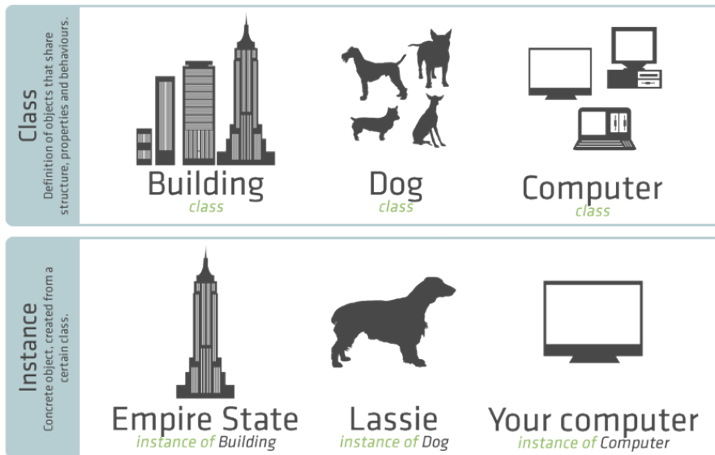 Class
Definition of objects that share
structure, properties and behaviours.
Building
class
Dog
class
Computer
class
Instance
Concrete object, created from a
certain class.
Empire State
instance of Building
Lassie
instance of Dog
Your computer
instance of Computer